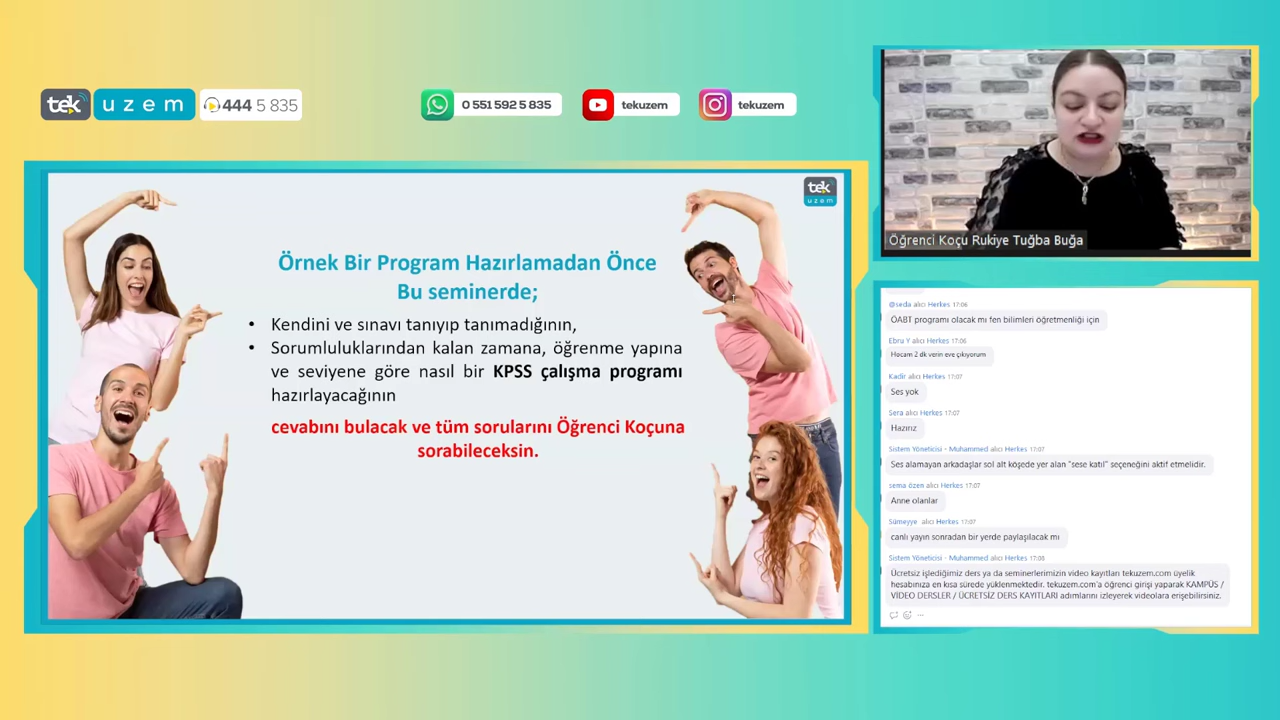 tek uzem 444 5 835
0 551 592 5 835
tekuzem
tekuzem
tek
uzem
Örnek Bir Program Hazırlamadan Önce
Bu seminerde;
• Kendini ve sınavı tanıyıp tanımadığının,
• Sorumluluklarından kalan zamana, öğrenme yapına
ve seviyene göre nasıl bir KPSS çalışma programı
hazırlayacağının
cevabını bulacak ve tüm sorularını Öğrenci Koçuna
sorabileceksin.
Öğrenci Koçu Rukiye Tuğba Buğa
@seda alıcı Herkes 17:06
ÖABT programı olacak mı fen bilimleri öğretmenliği için
Ebru Y alıcı Herkes 17:06
Hocam 2 dk verin eve çıkıyorum
Kadir alıcı Herkes 17:07
Ses yok
Sera alıcı Herkes 17:07
Hazırız
Sistem Yöneticisi - Muhammed alıcı Herkes 17:07
Ses alamayan arkadaşlar sol alt köşede yer alan "sese katıl" seçeneğini aktif etmelidir.
sema özen alıcı Herkes 17:07
Anne olanlar
Sümeyye alıcı Herkes 17:07
canlı yayın sonradan bir yerde paylaşılacak mı
Sistem Yöneticisi - Muhammed alıcı Herkes 17:08
Ücretsiz işlediğimiz ders ya da seminerlerimizin video kayıtları tekuzem.com üyelik
hesabınıza en kısa sürede yüklenmektedir. tekuzem.com'a öğrenci girişi yaparak KAMPÜS /
VİDEO DERSLER / ÜCRETSİZ DERS KAYITLARI adımlarını izleyerek videolara erişebilirsiniz.